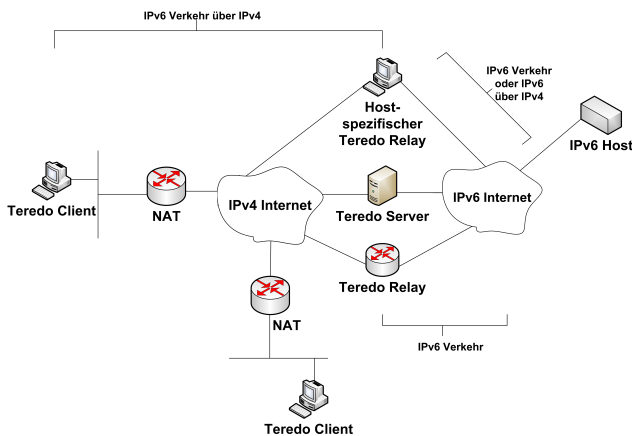 IPv6 Verkehr über IPv4
IPv6 Verkehr
oder IPv6
über IPv4
Host-
spezifischer
Teredo Relay
IPv6 Host
Teredo Client
NAT
IPv4 Internet
Teredo Server
IPv6 Internet
Teredo Relay
NAT
IPv6 Verkehr
Teredo Client